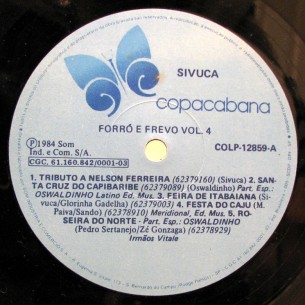 SIVUCA
copacabana
FORRÓ E FREVO VOL. 4
℗1984 Som
Ind. e Com. S/A.
COLP-12859-A
CGC. 61.160.842/0001-03
1. TRIBUTO A NELSON FERREIRA (62379160) (Sivuca) 2. SAN-
TA CRUZ DO CAPIBARIBE (62379089) (Oswaldinho) Part. Esp.:
OSWALDINHO Latino Ed. Mus. 3. FEIRA DE ITABAIANA (Si-
vuca/Glorinha Gadelha) (62379003) 4. FESTA DO CAJU (M.
Paiva/Sando) (62378910) Meridional, Ed. Mus. 5. RO-
SEIRA DO NORTE - Part. Esp.: OSWALDINHO
(Pedro Sertanejo/Zé Gonzaga) (62378929)
Irmãos Vitale